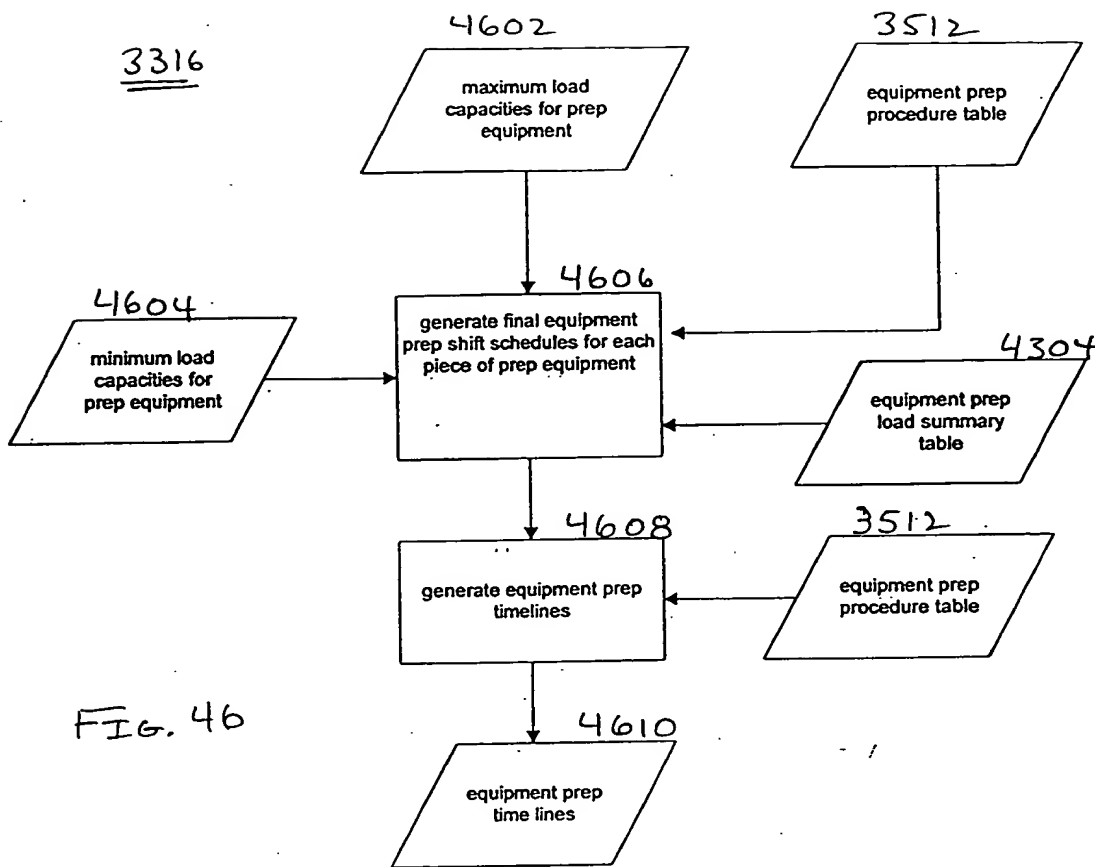 3316
4602
maximum load
capacities for prep
equipment
3512
equipment prep
procedure table
4604
minimum load
capacities for
prep equipment
4606
generate final equipment
prep shift schedules for each
piece of prep equipment
4304
equipment prep
load summary
table
4608
generate equipment prep
timelines
3512
equipment prep
procedure table
FIG. 46
4610
equipment prep
time lines